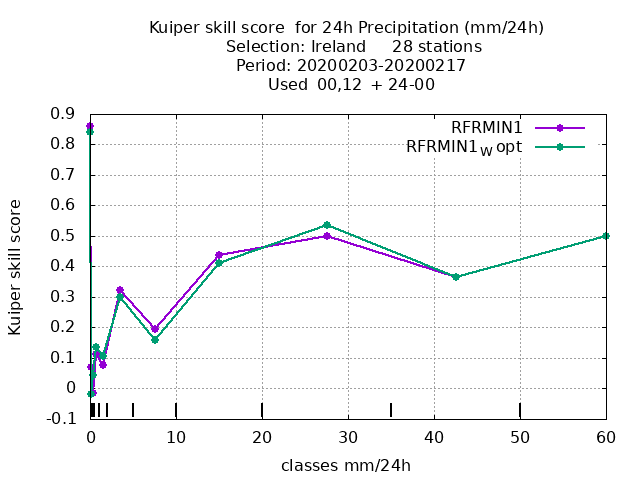 Kuiper skill score  for 24h Precipitation (mm/24h)
Selection: Ireland     28 stations
Period: 20200203-20200217
Used  00,12  + 24-00
RFRMIN1
RFRMIN1W opt
Kuiper skill score
0.9
0.8
0.7
0.6
0.5
0.4
0.3
0.2
0.1
0
-0.1
0 10 20 30 40 50 60
classes mm/24h